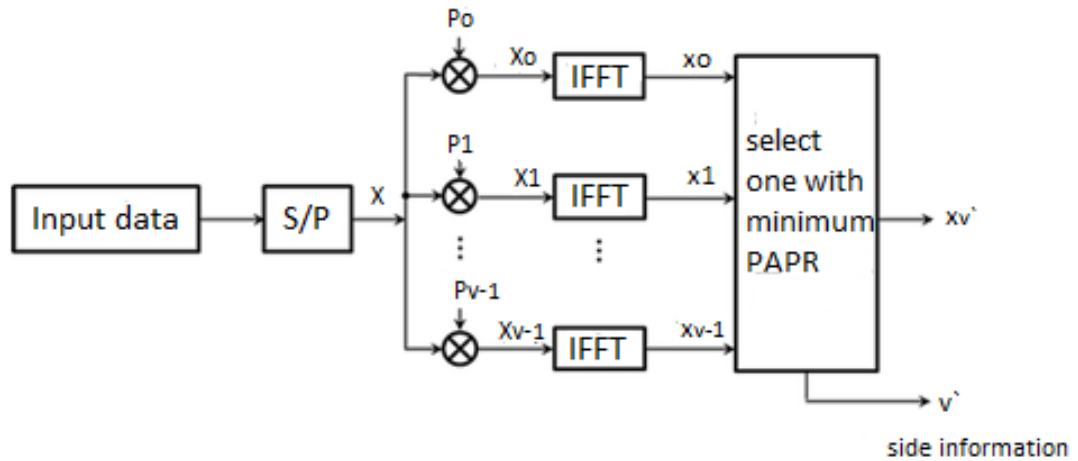 Po
Xo
IFFT
xo
P1
X1
IFFT
x1
Input data
S/P
X
select
one with
minimum
PAPR
xv`
Pv-1
Xv-1
IFFT
xv-1
v`
side information